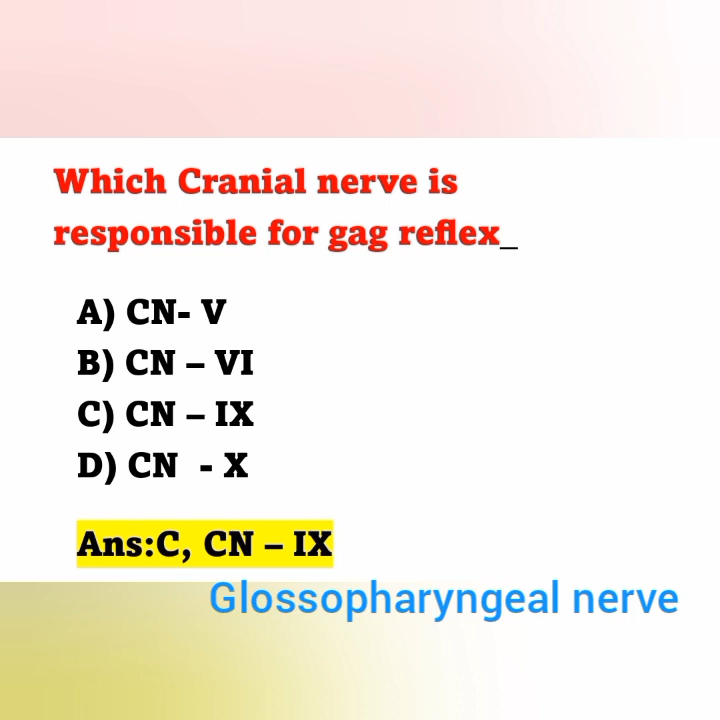 Which Cranial nerve is
responsible for gag reflex_
A) CN- V
B) CN – VI
C) CN – IX
D) CN  - X
Ans:C, CN – IX
Glossopharyngeal nerve